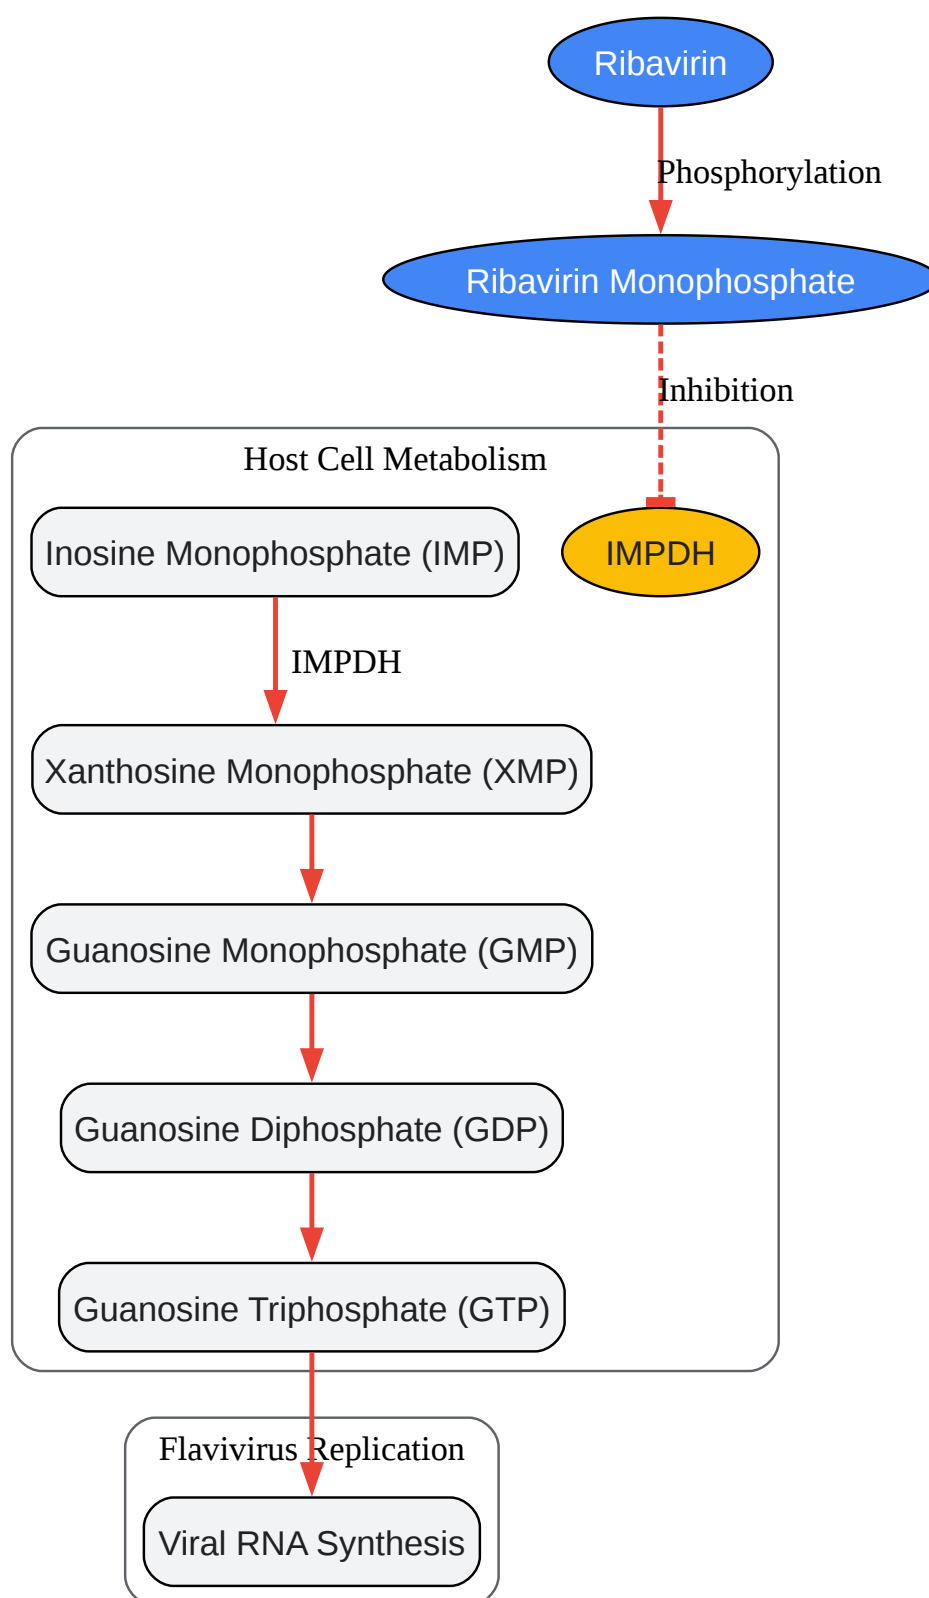 Ribavirin
Phosphorylation
Ribavirin Monophosphate
Inhibition
Host Cell Metabolism
Inosine Monophosphate (IMP)
IMPDH
IMPDH
Xanthosine Monophosphate (XMP)
Guanosine Monophosphate (GMP)
Guanosine Diphosphate (GDP)
Guanosine Triphosphate (GTP)
Flavivirus Replication
Viral RNA Synthesis